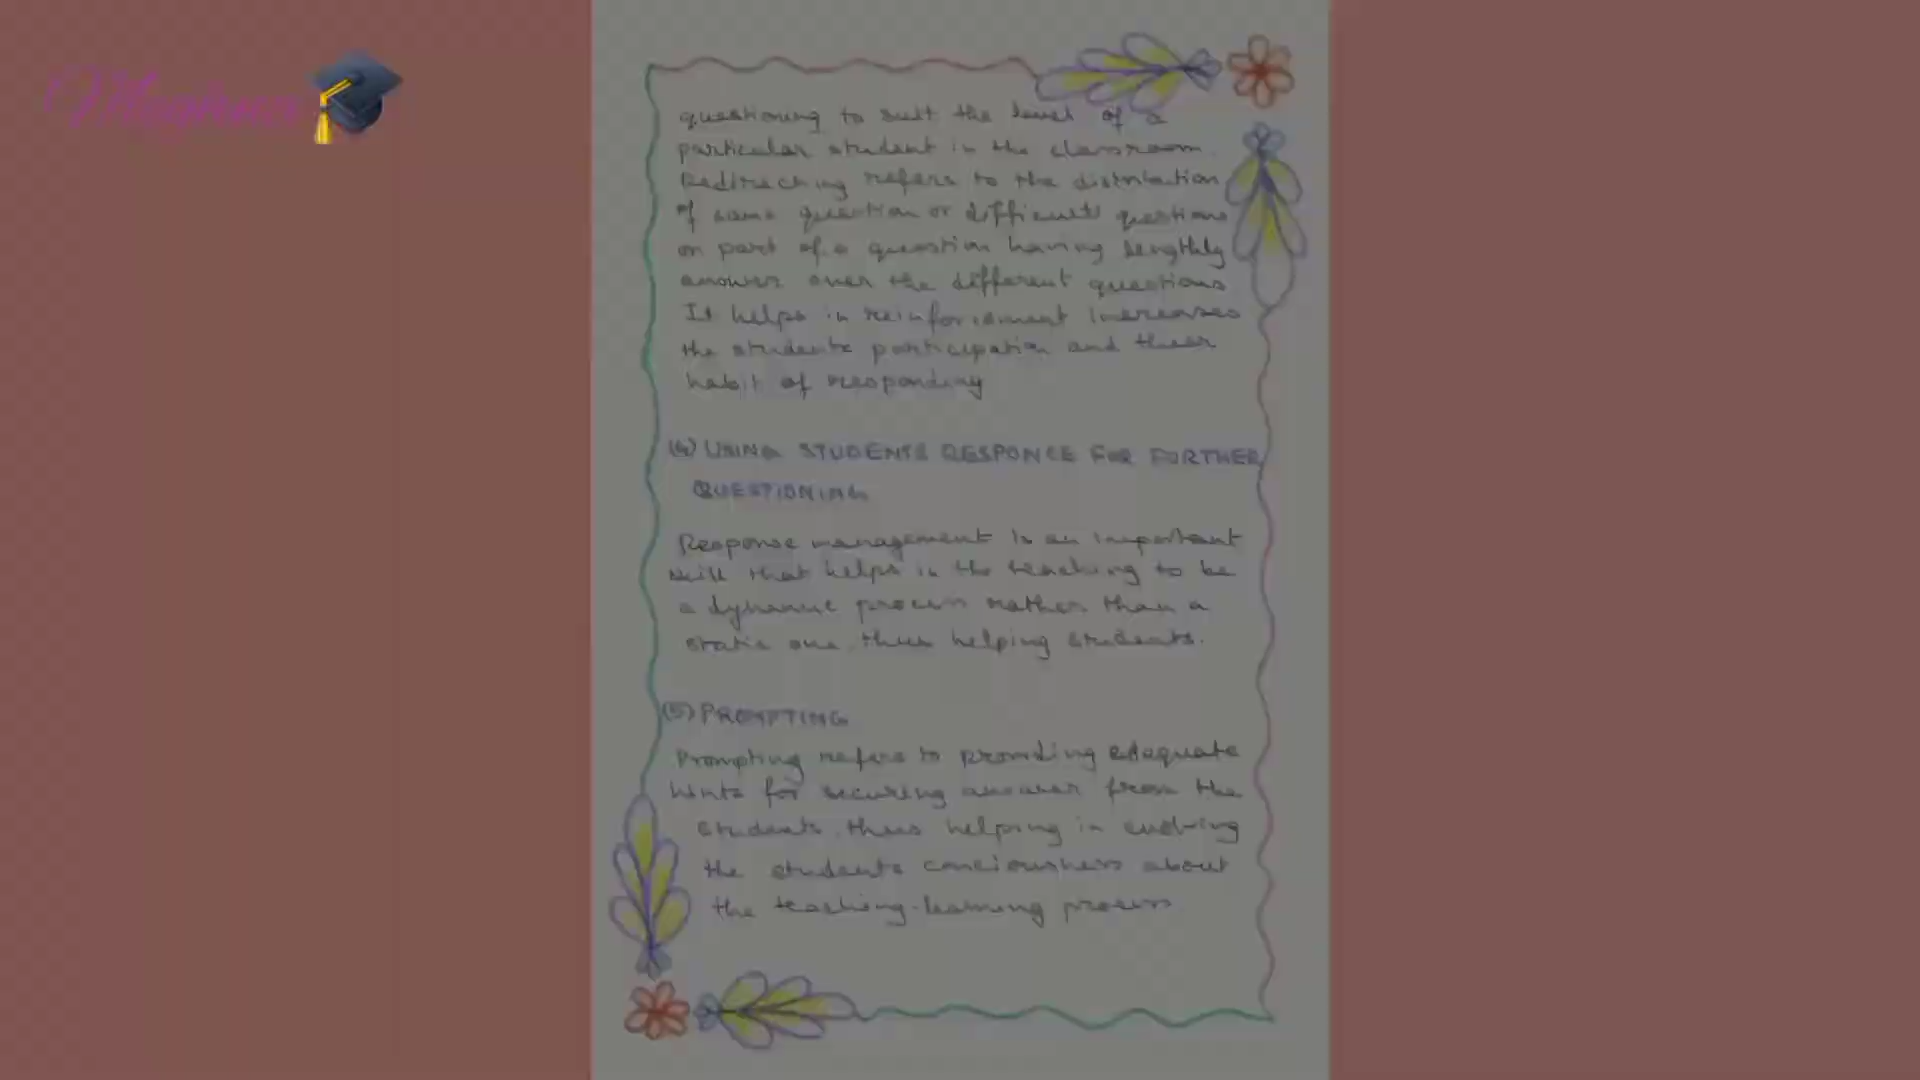 Meghna
questioning to suit the level of a
particular student in the classroom.
Redirecting refers to the distribution
of same question or difficult questions
or part of a question having lengthly
answer over the different questions
It helps in reinforcement increases
the students participation and their
habit of responding
(4) USING STUDENTS RESPONCE FOR FURTHER
QUESTIONING
Response management is an important
skill that helps in the teaching to be
a dynamic process rather than a
static one, thus helping students.
(5) PROMPTING
Prompting refers to providing adequate
hints for securing answer from the
students, thus helping in
the students conciousness about
the teaching-learning process